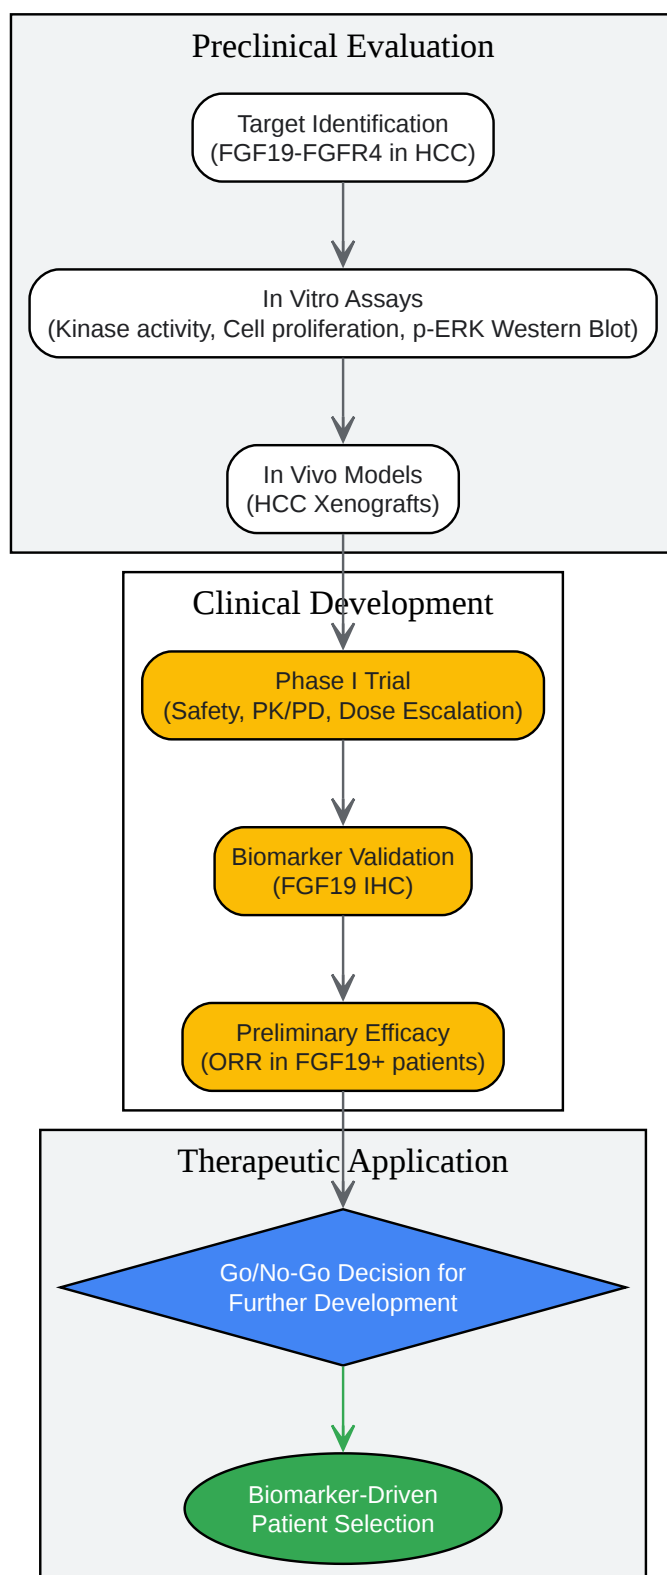 Preclinical Evaluation
Target Identification
(FGF19-FGFR4 in HCC)
In Vitro Assays
(Kinase activity, Cell proliferation, p-ERK Western Blot)
In Vivo Models
(HCC Xenografts)
Clinical Development
Phase I Trial
(Safety, PK/PD, Dose Escalation)
Biomarker Validation
(FGF19 IHC)
Preliminary Efficacy
(ORR in FGF19+ patients)
Therapeutic Application
Go/No-Go Decision for
Further Development
Biomarker-Driven
Patient Selection